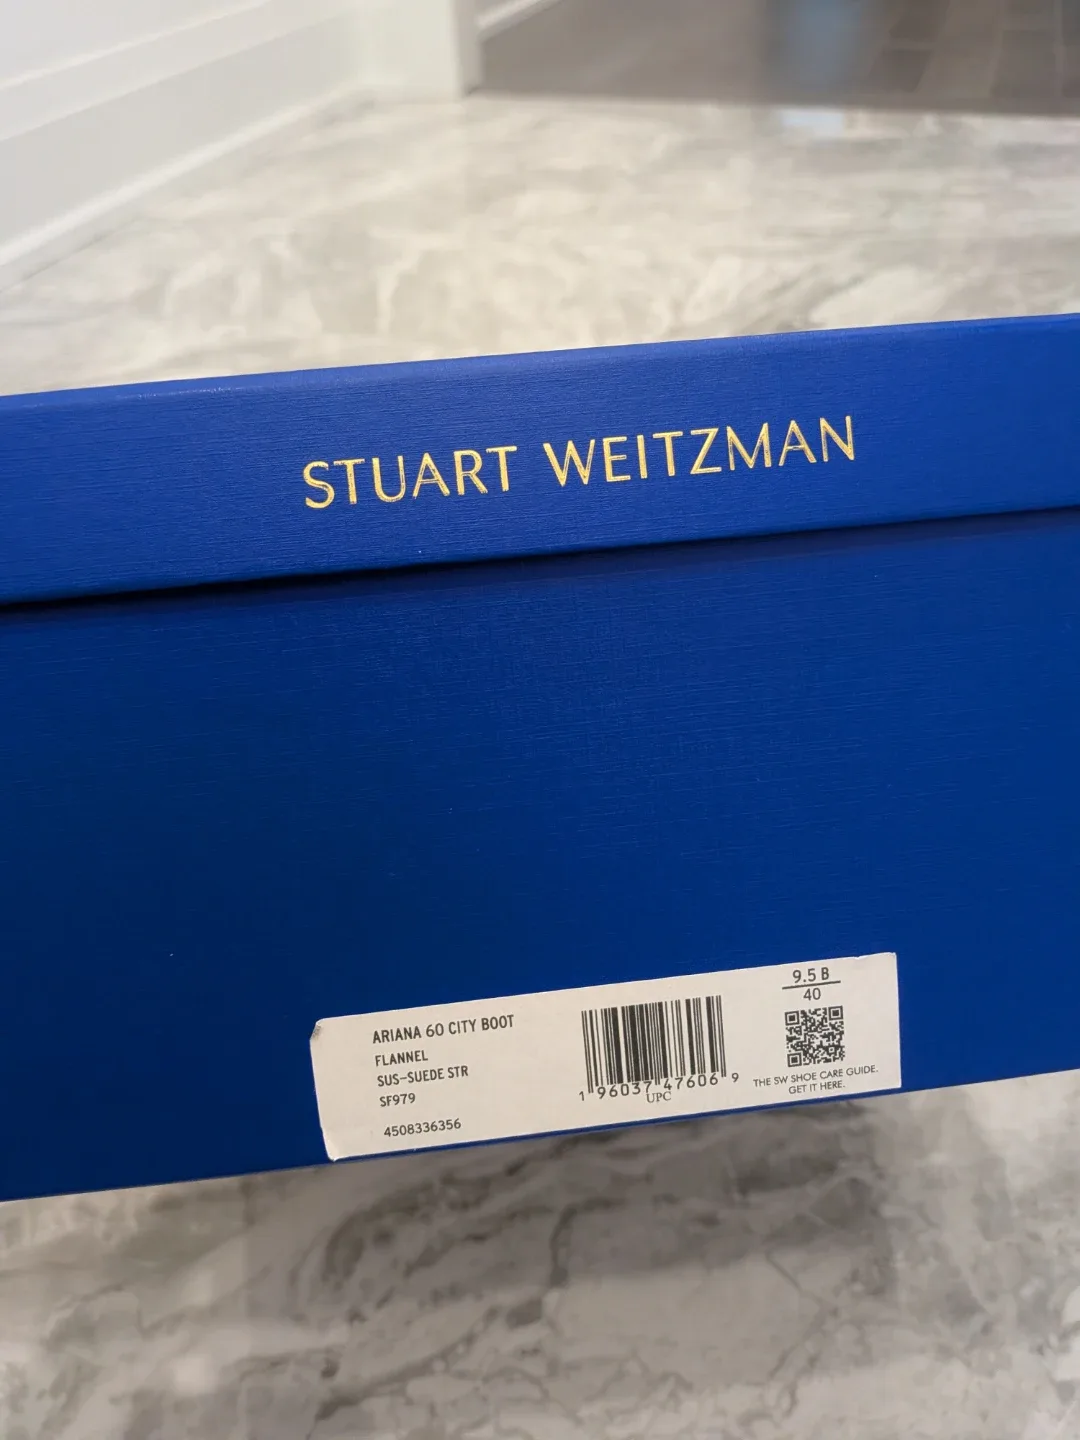 STUART WEITZMAN
ARIANA 60 CITY BOOT
FLANNEL
SUS-SUEDE STR
SF979
4508336356
1 96037 47606 9
UPC
9.5 B
40
THE SW SHOE CARE GUIDE.
GET IT HERE.